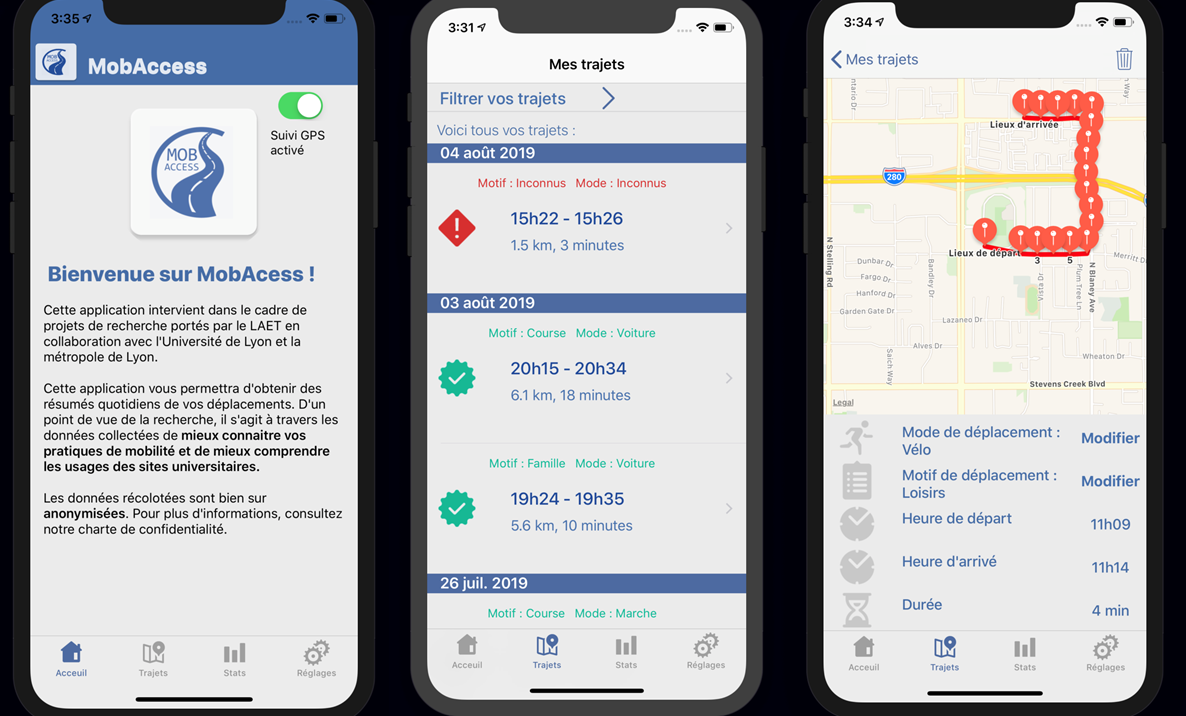 3:35
MOB ACCESS
MobAccess
MOB
ACCESS
Suivi GPS
activé
Bienvenue sur MobAcess !
Cette application intervient dans le cadre de
projets de recherche portés par le LAET en
collaboration avec l'Université de Lyon et la
métropole de Lyon.
Cette application vous permettra d'obtenir des
résumés quotidiens de vos déplacements. D'un
point de vue de la recherche, il s'agit à travers les
données collectées de mieux connaitre vos
pratiques de mobilité et de mieux comprendre
les usages des sites universitaires.
Les données récolotées sont bien sur
anonymisées. Pour plus d'informations, consultez
notre charte de confidentialité.
Acceuil
Trajets
Stats
Réglages
3:31
Mes trajets
Filtrer vos trajets
Voici tous vos trajets :
04 août 2019
Motif : Inconnus Mode : Inconnus
15h22 - 15h26
1.5 km, 3 minutes
03 août 2019
Motif : Course Mode : Voiture
20h15 - 20h34
6.1 km, 18 minutes
Motif : Famille Mode : Voiture
19h24 - 19h35
5.6 km, 10 minutes
26 juil. 2019
Motif : Course Mode : Marche
Acceuil
Trajets
Stats
Réglages
3:34
Mes trajets
ntario Dr
Way
Lieux d'arrivée
280
Lieux de départ
3
5
N Stelling Rd
Dunbar Dr
Fargo Dr
Hanford Dr
Garden Gate Dr
Bandley Dr
Vista Dr
Plum Tree Ln
N Blaney Ave
Merritt D
Lazaneo Dr
Alves Dr
Saich Way
Wheaton Dr
Stevens Creek Blvd
Legal
Mode de déplacement :
Vélo
Modifier
Motif de déplacement :
Loisirs
Modifier
Heure de départ
11h09
Heure d'arrivé
11h14
Durée
4 min
Acceuil
Trajets
Stats
Réglages